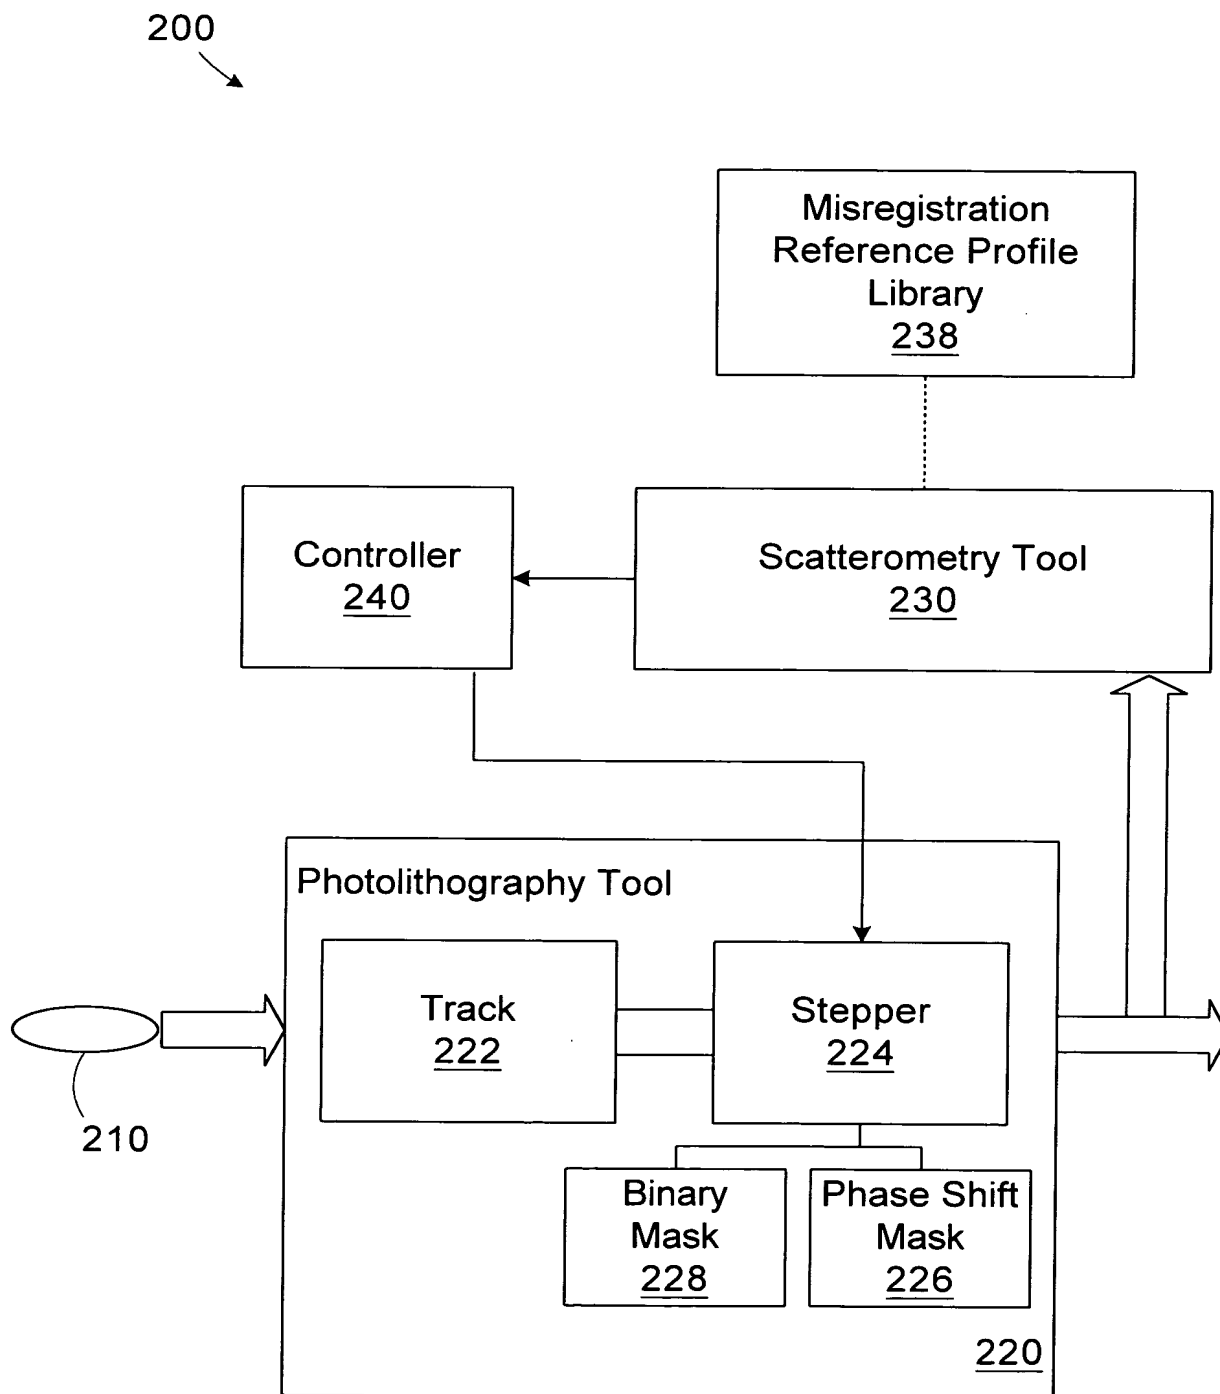 200
Misregistration
Reference Profile
Library
238
Controller
240
Scatterometry Tool
230
Photolithography Tool
Track
222
Stepper
224
210
Binary
Mask
228
Phase Shift
Mask
226
220